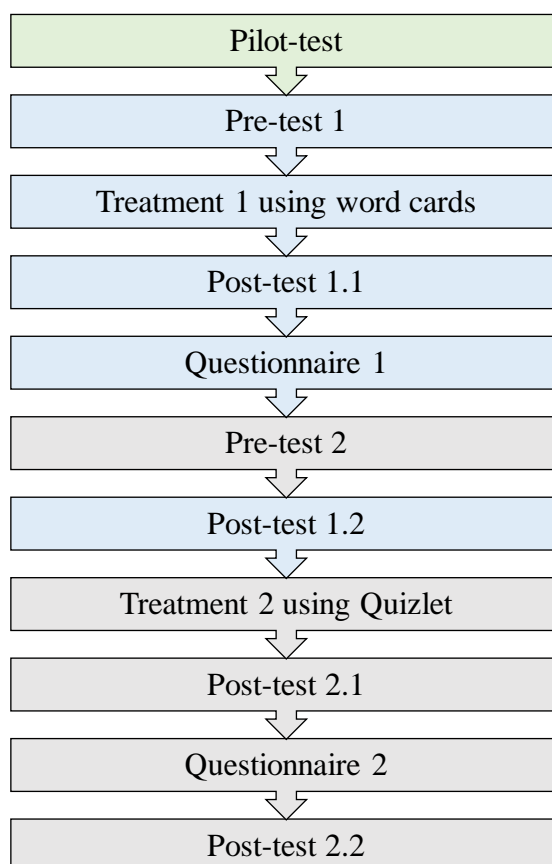 Pilot-test
Pre-test 1
Treatment 1 using word cards
Post-test 1.1
Questionnaire 1
Pre-test 2
Post-test 1.2
Treatment 2 using Quizlet
Post-test 2.1
Questionnaire 2
Post-test 2.2